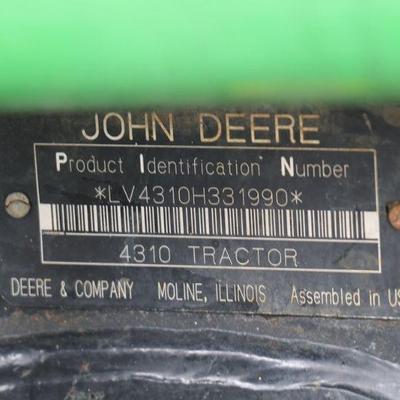 JOHN DEERE
Product Identification Number
*LV4310H331990*
4310 TRACTOR
DEERE & COMPANY MOLINE, ILLINOIS Assembled in US